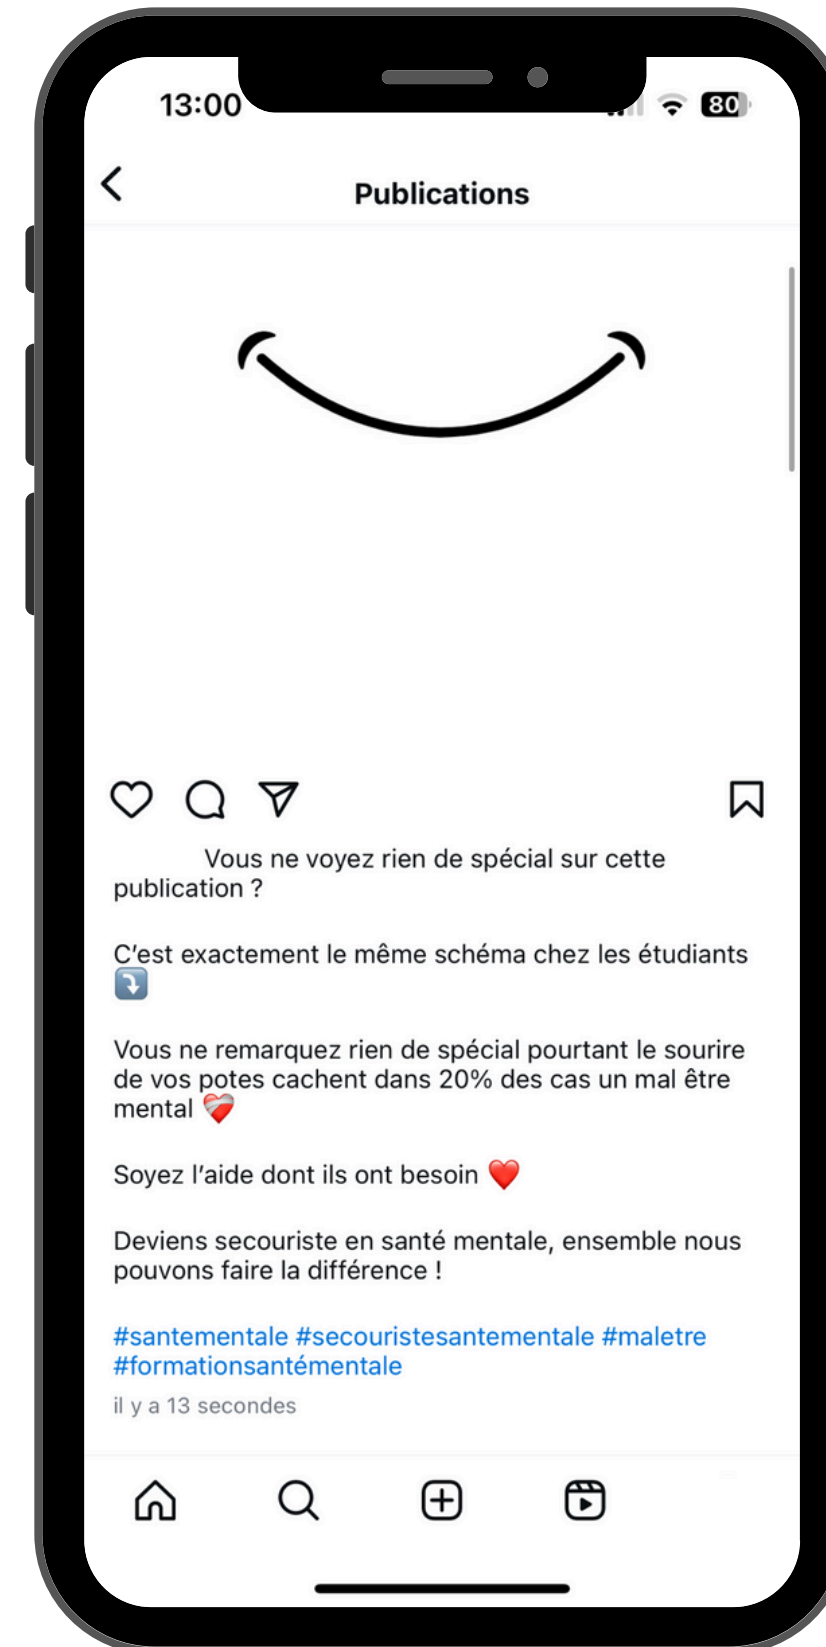 13:00
80
Publications
Vous ne voyez rien de spécial sur cette
publication ?
C’est exactement le même schéma chez les étudiants
⤵️
Vous ne remarquez rien de spécial pourtant le sourire
de vos potes cachent dans 20% des cas un mal être
mental ❤️‍🩹
Soyez l’aide dont ils ont besoin ❤️
Deviens secouriste en santé mentale, ensemble nous
pouvons faire la différence !
#santementale #secouristesantementale #maletre
#formationsantémentale
il y a 13 secondes